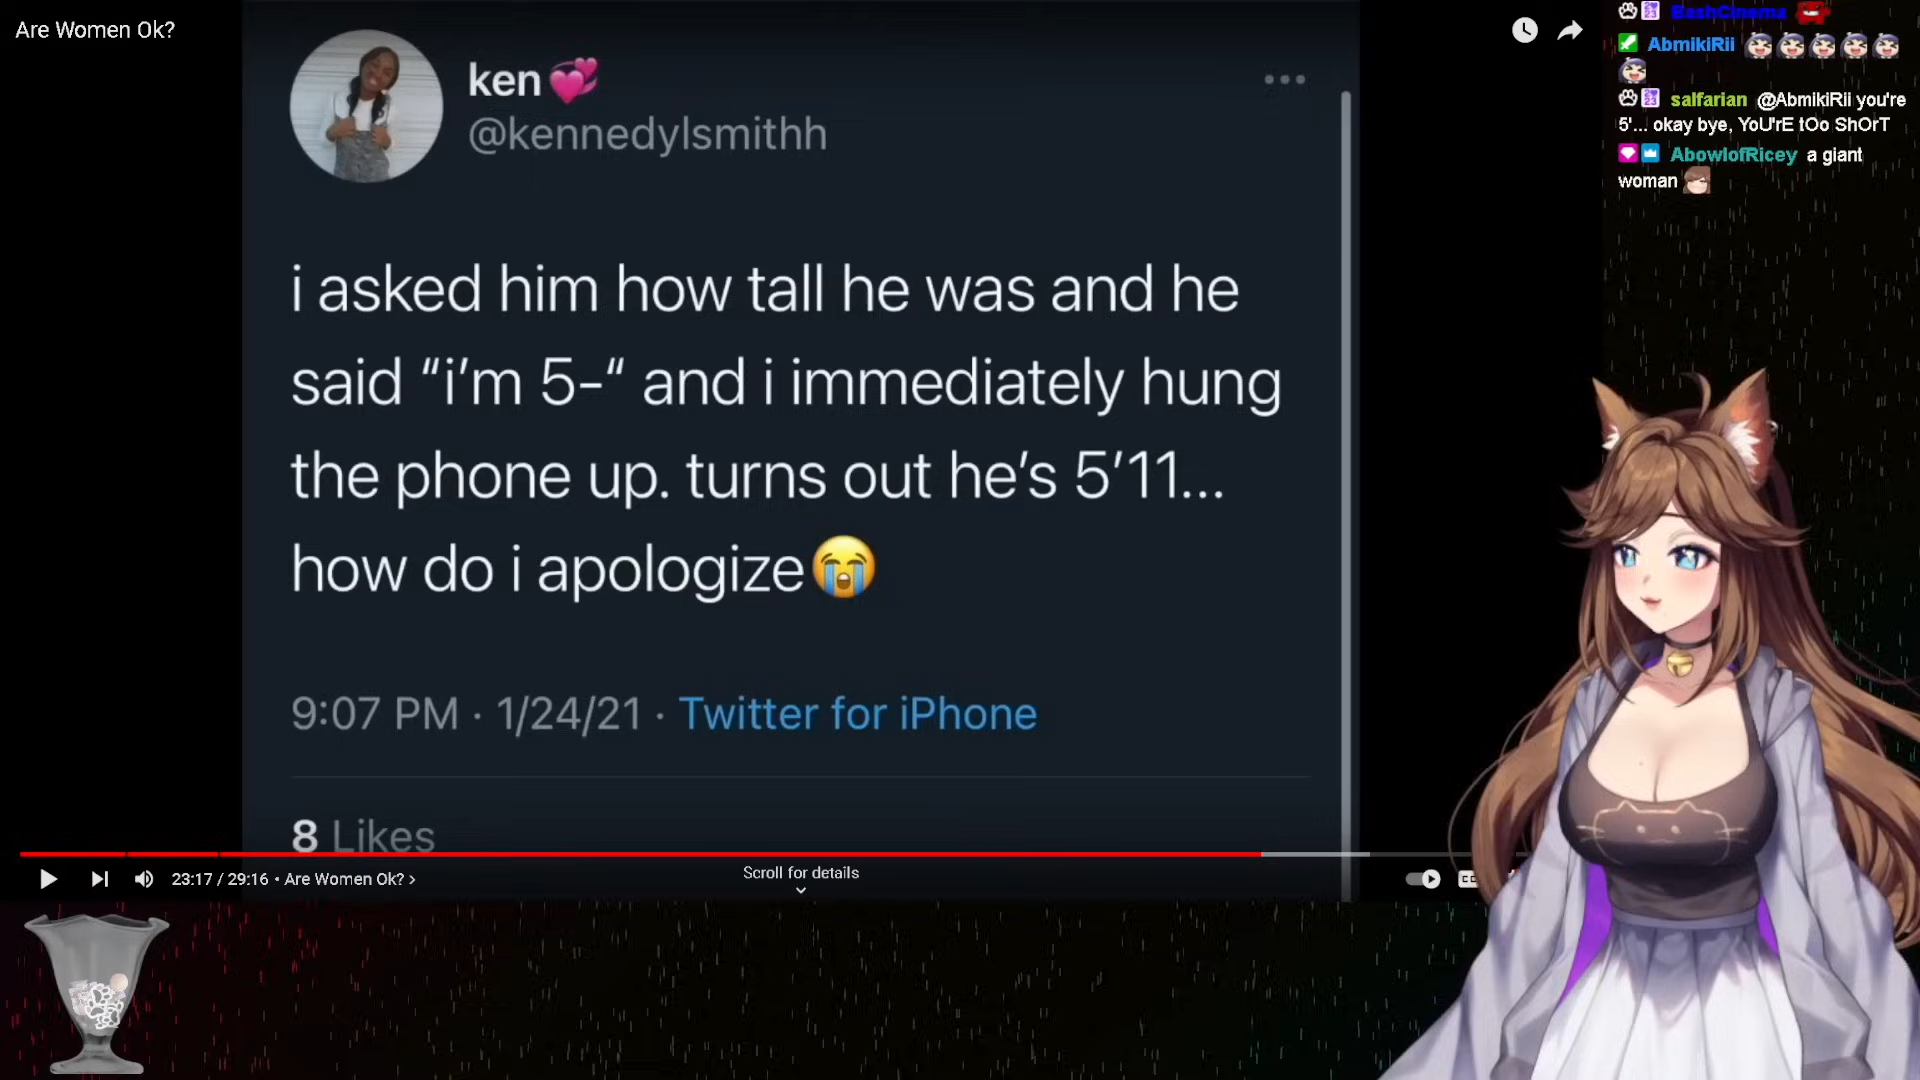 Are Women Ok?
ken
@kennedylsmithh
i asked him how tall he was and he
said “i’m 5-“ and i immediately hung
the phone up. turns out he’s 5’11...
how do i apologize
9:07 PM · 1/24/21 · Twitter for iPhone
8 Likes
23:17 / 29:16 • Are Women Ok? ›
Scroll for details
CC
BashCinema
AbmikiRii
salfarian @AbmikiRii you're
5'... okay bye, YoU'rE tOo ShOrT
AbowlofRicey a giant
woman